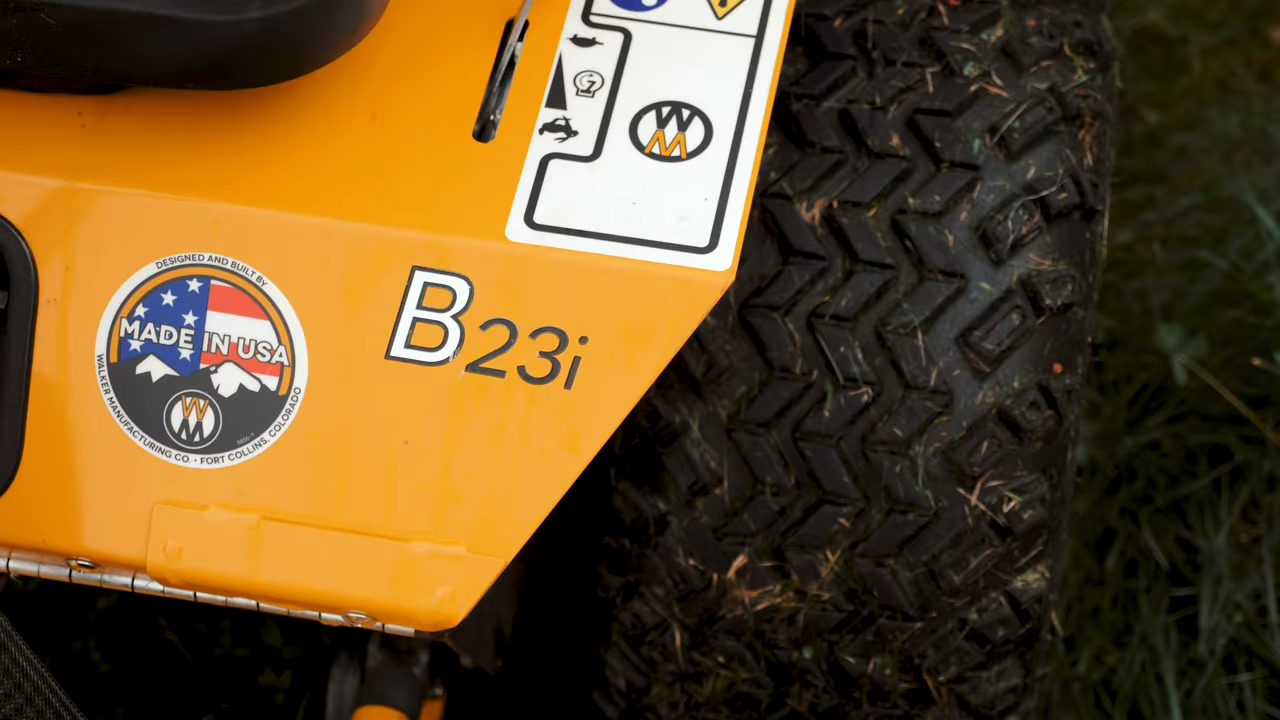 W
M
DESIGNED AND BUILT BY
MADE IN USA
W
M
WALKER MANUFACTURING CO. • FORT COLLINS, COLORADO
B23i